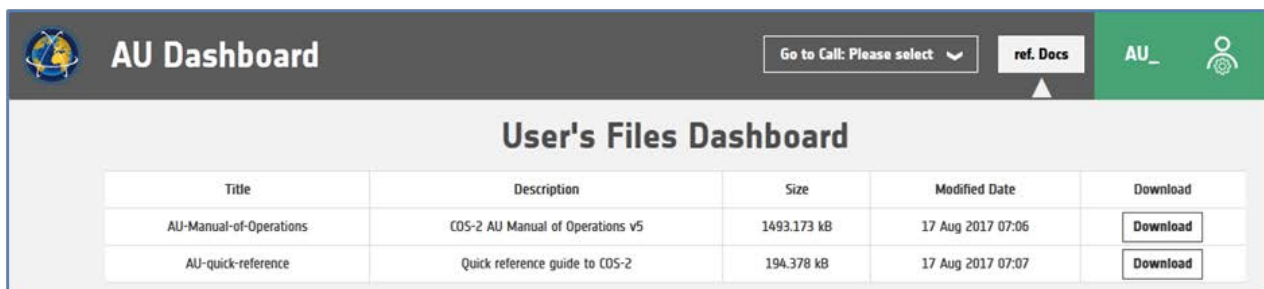 AU Dashboard Go to Call: Please select ref. Docs AU_
User's Files Dashboard
Title Description Size Modified Date Download
AU-Manual-of-Operations COS-2 AU Manual of Operations v5 1493.173 kB 17 Aug 2017 07:06 Download
AU-quick-reference Quick reference guide to COS-2 194.378 kB 17 Aug 2017 07:07 Download